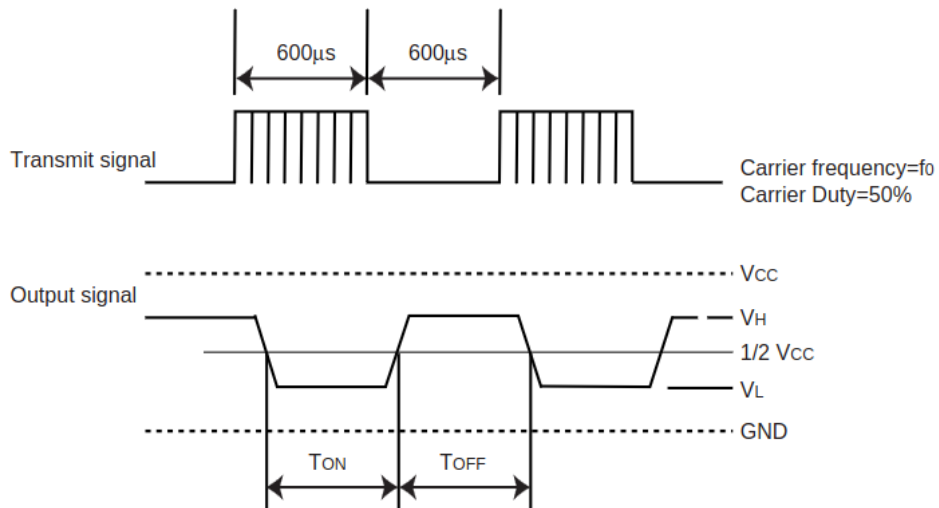 600μs 600μs
Transmit signal
Carrier frequency=f0
Carrier Duty=50%
VCC
Output signal
VH
1/2 VCC
VL
GND
TON TOFF